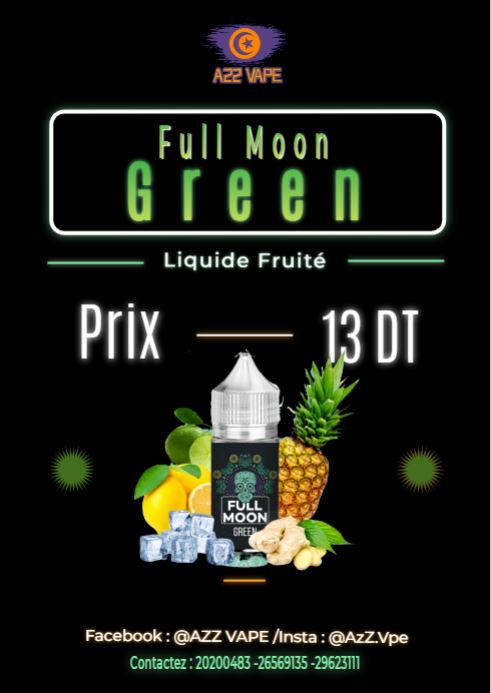 AZZ VAPE
Full Moon
Green
Liquide Fruité
Prix
13 DT
FULL
MOON
GREEN
Facebook : @AZZ VAPE /Insta : @AzZ.Vpe
Contactez : 20200483 -26569135 -29623111